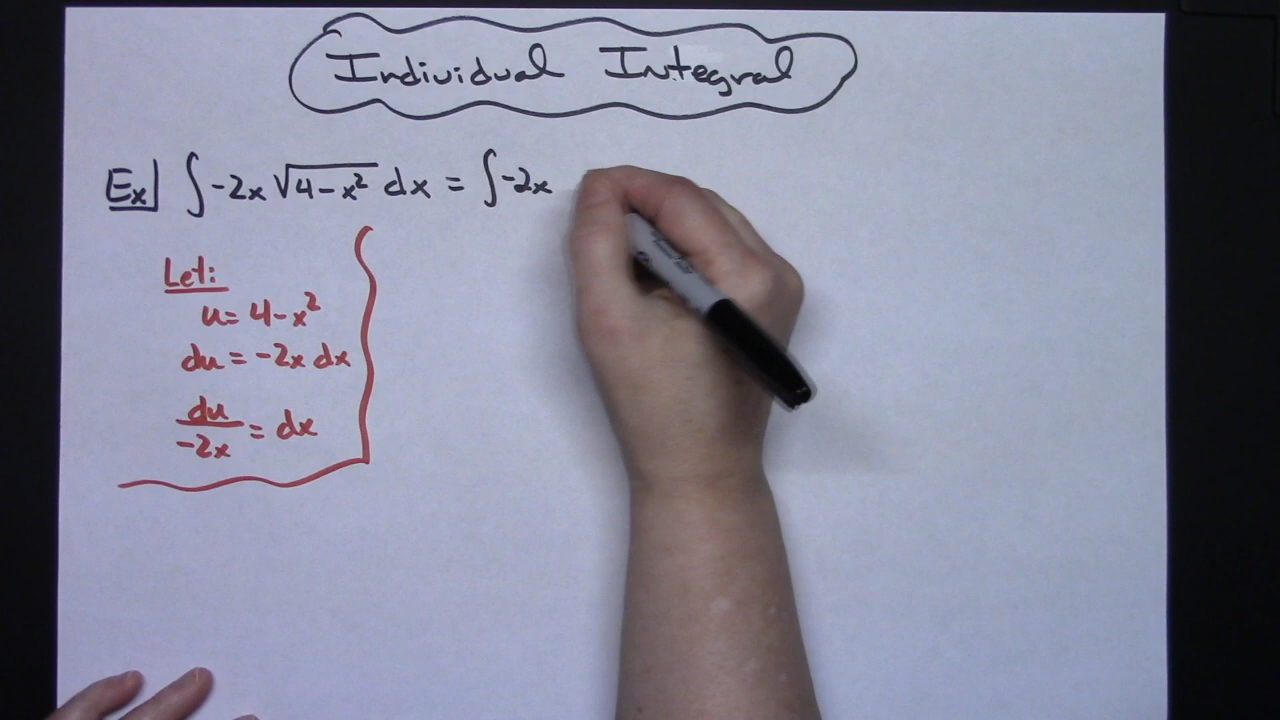 Individual Integral
Ex| ∫-2x √(4-x²) dx = ∫-2x
Let:
u = 4-x²
du = -2x dx
du/-2x = dx